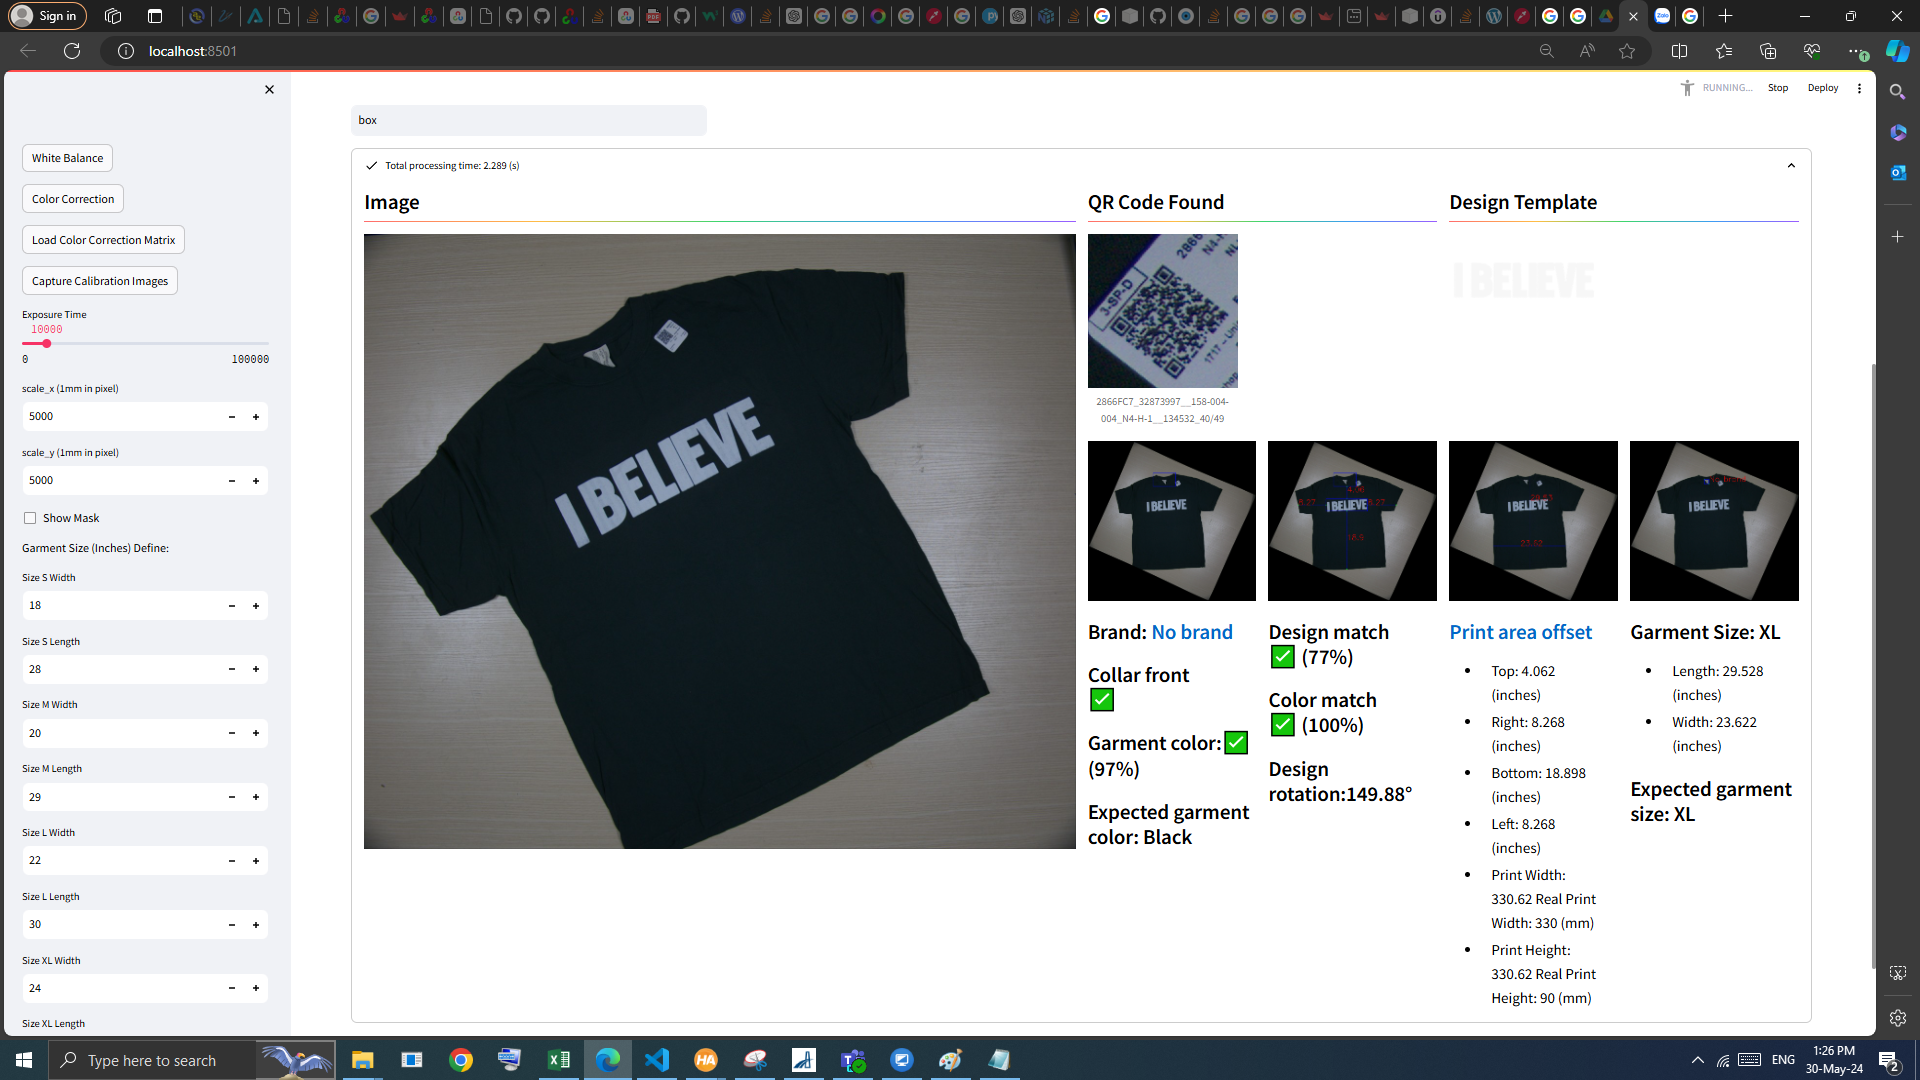 Sign in
localhost:8501
RUNNING...
Stop
Deploy
White Balance
Color Correction
Load Color Correction Matrix
Capture Calibration Images
Exposure Time
10000
0
100000
scale_x (1mm in pixel)
5000
scale_y (1mm in pixel)
5000
Show Mask
Garment Size (Inches) Define:
Size S Width
18
Size S Length
28
Size M Width
20
Size M Length
29
Size L Width
22
Size L Length
30
Size XL Width
24
Size XL Length
box
Total processing time: 2.289 (s)
Image
I BELIEVE
QR Code Found
3-SP-D
2866FC7_32873997__158-004-
004_N4-H-1__134532_40/49
Design Template
I BELIEVE
I BELIEVE
I BELIEVE
I BELIEVE
I BELIEVE
Brand: No brand
Collar front
Garment color:
(97%)
Expected garment
color: Black
Design match
(77%)
Color match
(100%)
Design
rotation:149.88°
Print area offset
Top: 4.062
(inches)
Right: 8.268
(inches)
Bottom: 18.898
(inches)
Left: 8.268
(inches)
Print Width:
330.62 Real Print
Width: 330 (mm)
Print Height:
330.62 Real Print
Height: 90 (mm)
Garment Size: XL
Length: 29.528
(inches)
Width: 23.622
(inches)
Expected garment
size: XL
Type here to search
ENG
1:26 PM
30-May-24
2